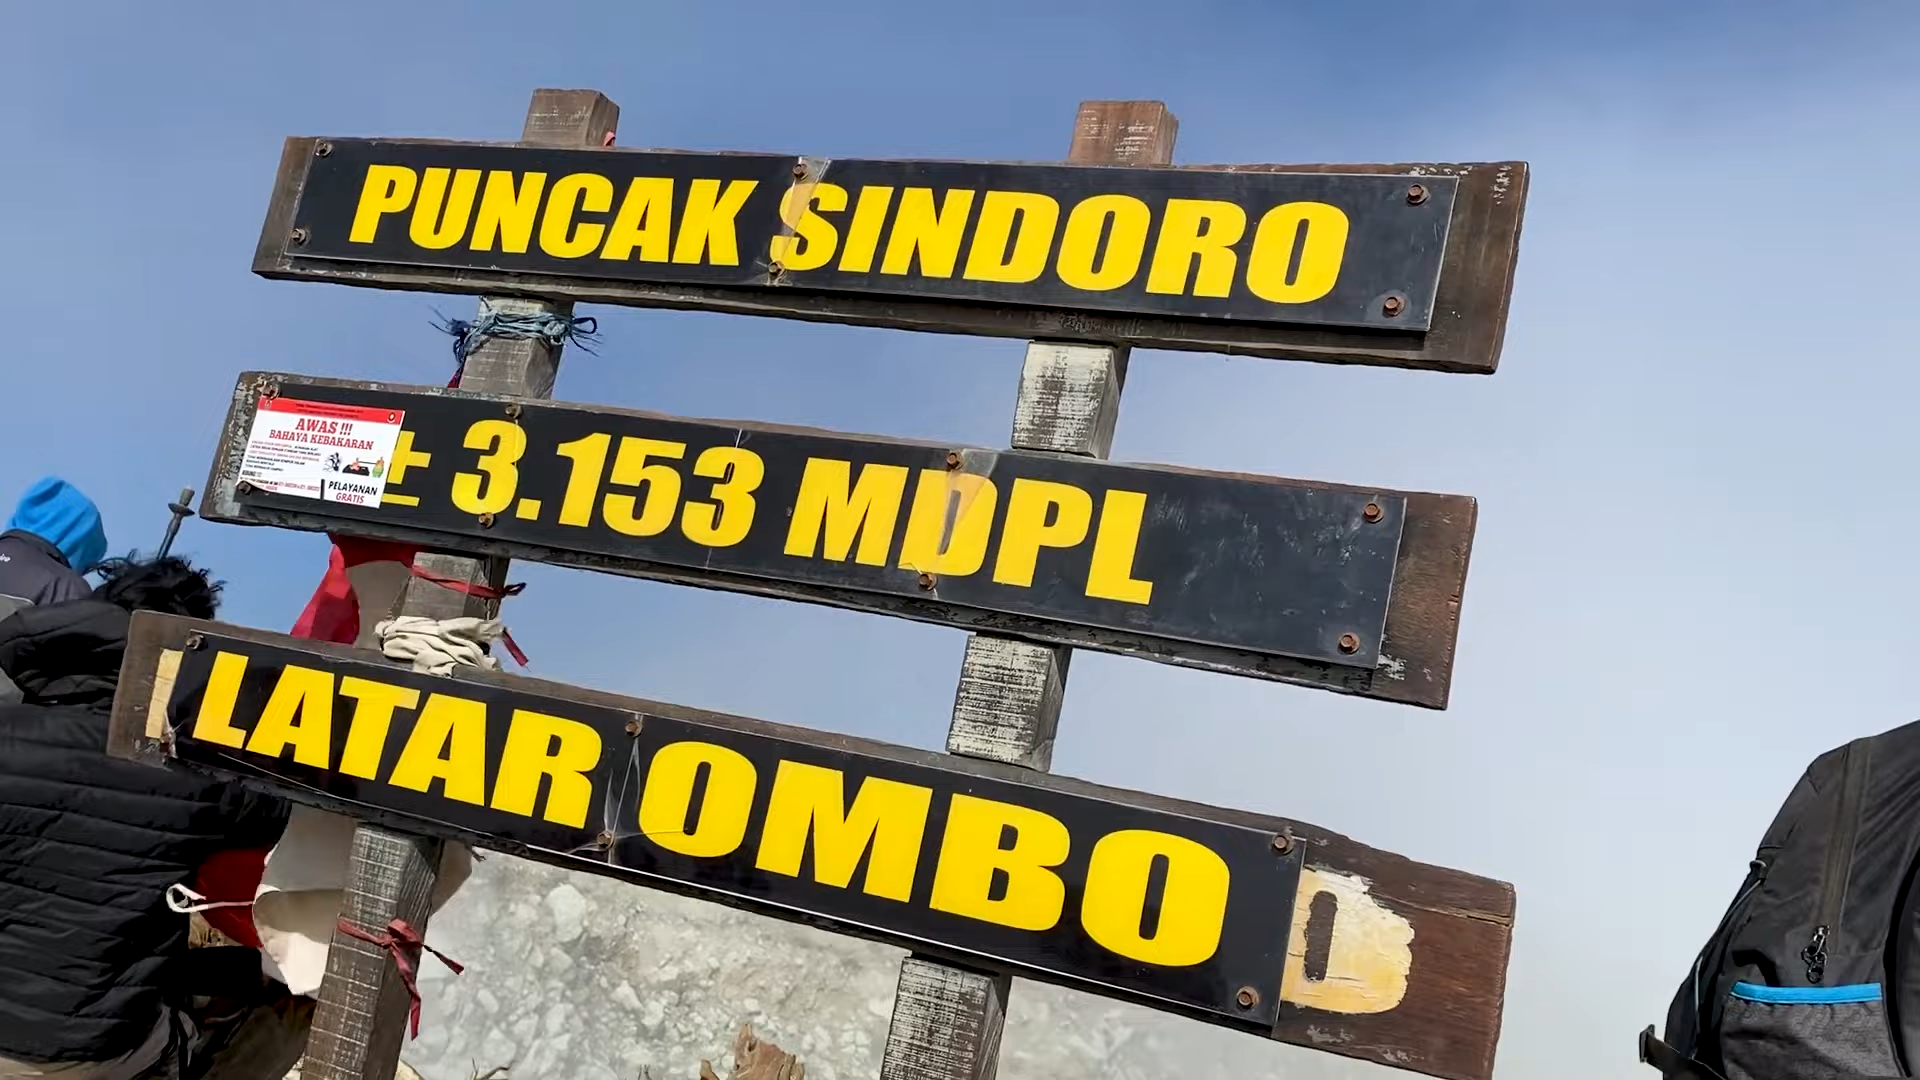 PUNCAK SINDORO
AWAS !!!
BAHAYA KEBAKARAN
PELAYANAN
GRATIS
± 3.153 MDPL
LATAR OMBO